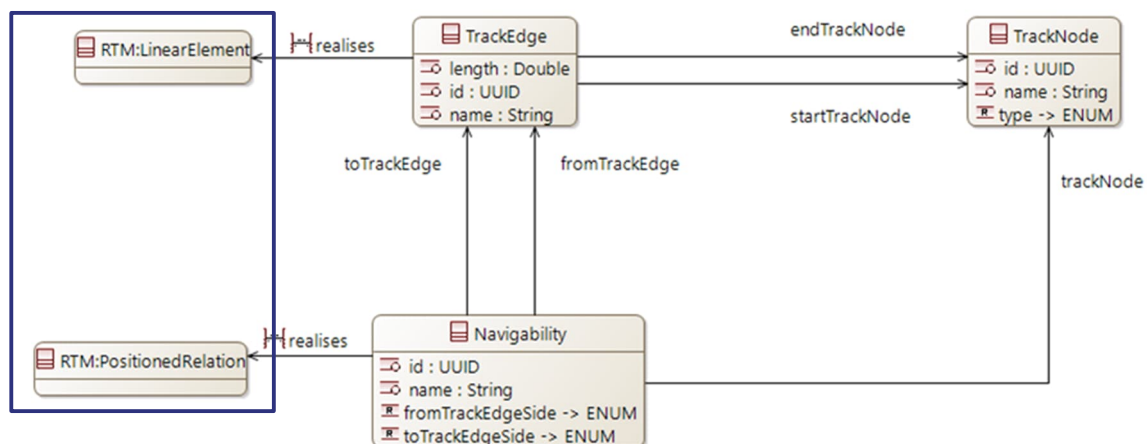 RTM:LinearElement
realises
TrackEdge
length : Double
id : UUID
name : String
endTrackNode
startTrackNode
TrackNode
id : UUID
name : String
type -> ENUM
toTrackEdge
fromTrackEdge
trackNode
RTM:PositionedRelation
realises
Navigability
id : UUID
name : String
fromTrackEdgeSide -> ENUM
toTrackEdgeSide -> ENUM